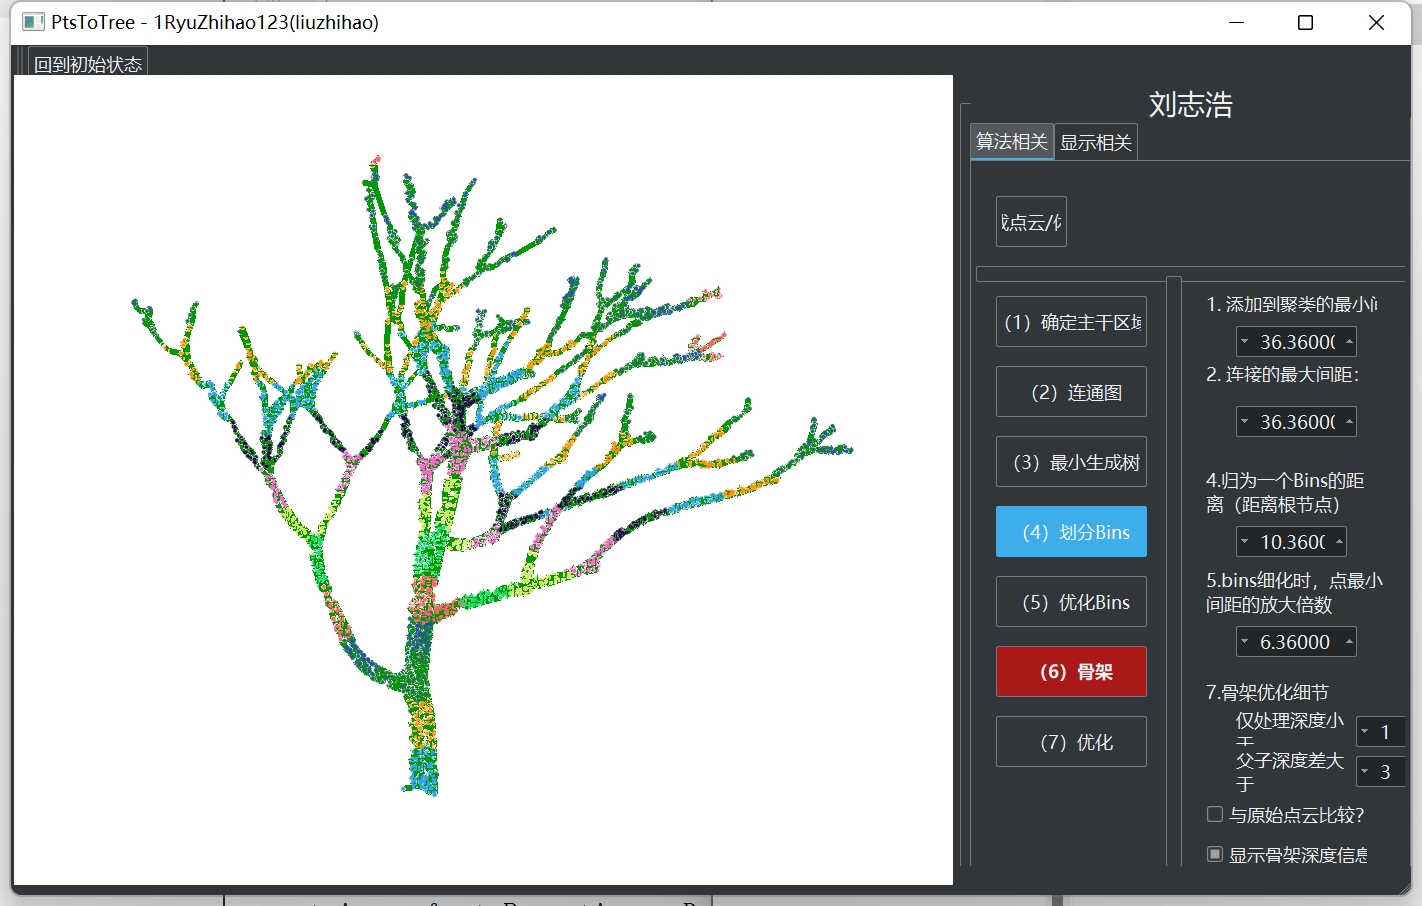 PtsToTree - 1RyuZhihao123(liuzhihao)
回到初始状态
刘志浩
算法相关 显示相关
点云/
(1) 确定主干区域
(2) 连通图
(3) 最小生成树
(4) 划分Bins
(5) 优化Bins
(6) 骨架
(7) 优化
1. 添加到聚类的最小
36.3600
2. 连接的最大间距:
36.3600
4.归为一个Bins的距
离（距离根节点）
10.360
5.bins细化时，点最小
间距的放大倍数
6.36000
7.骨架优化细节
仅处理深度小
于
1
父子深度差大
于
3
与原始点云比较?
显示骨架深度信息